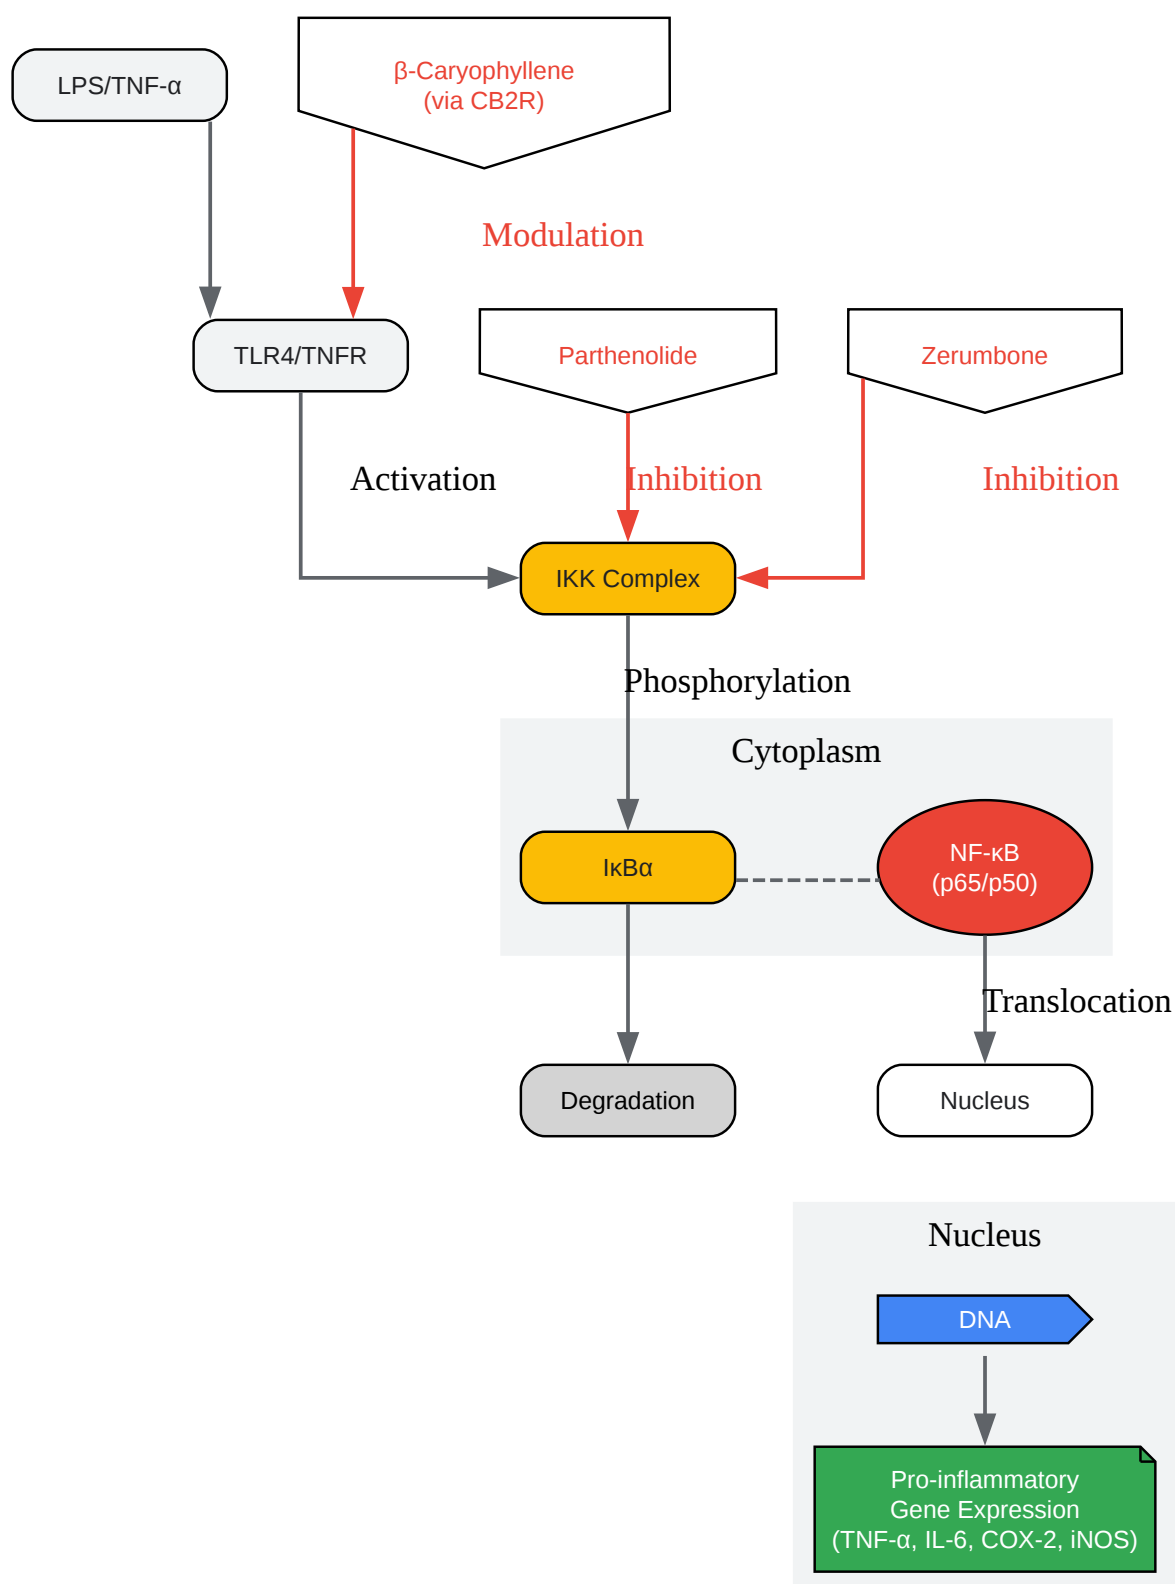 LPS/TNF-α
β-Caryophyllene
(via CB2R)
Modulation
TLR4/TNFR
Parthenolide
Zerumbone
Activation
Inhibition
Inhibition
IKK Complex
Phosphorylation
Cytoplasm
IκBα
NF-κB
(p65/p50)
Translocation
Degradation
Nucleus
Nucleus
DNA
Pro-inflammatory
Gene Expression
(TNF-α, IL-6, COX-2, iNOS)